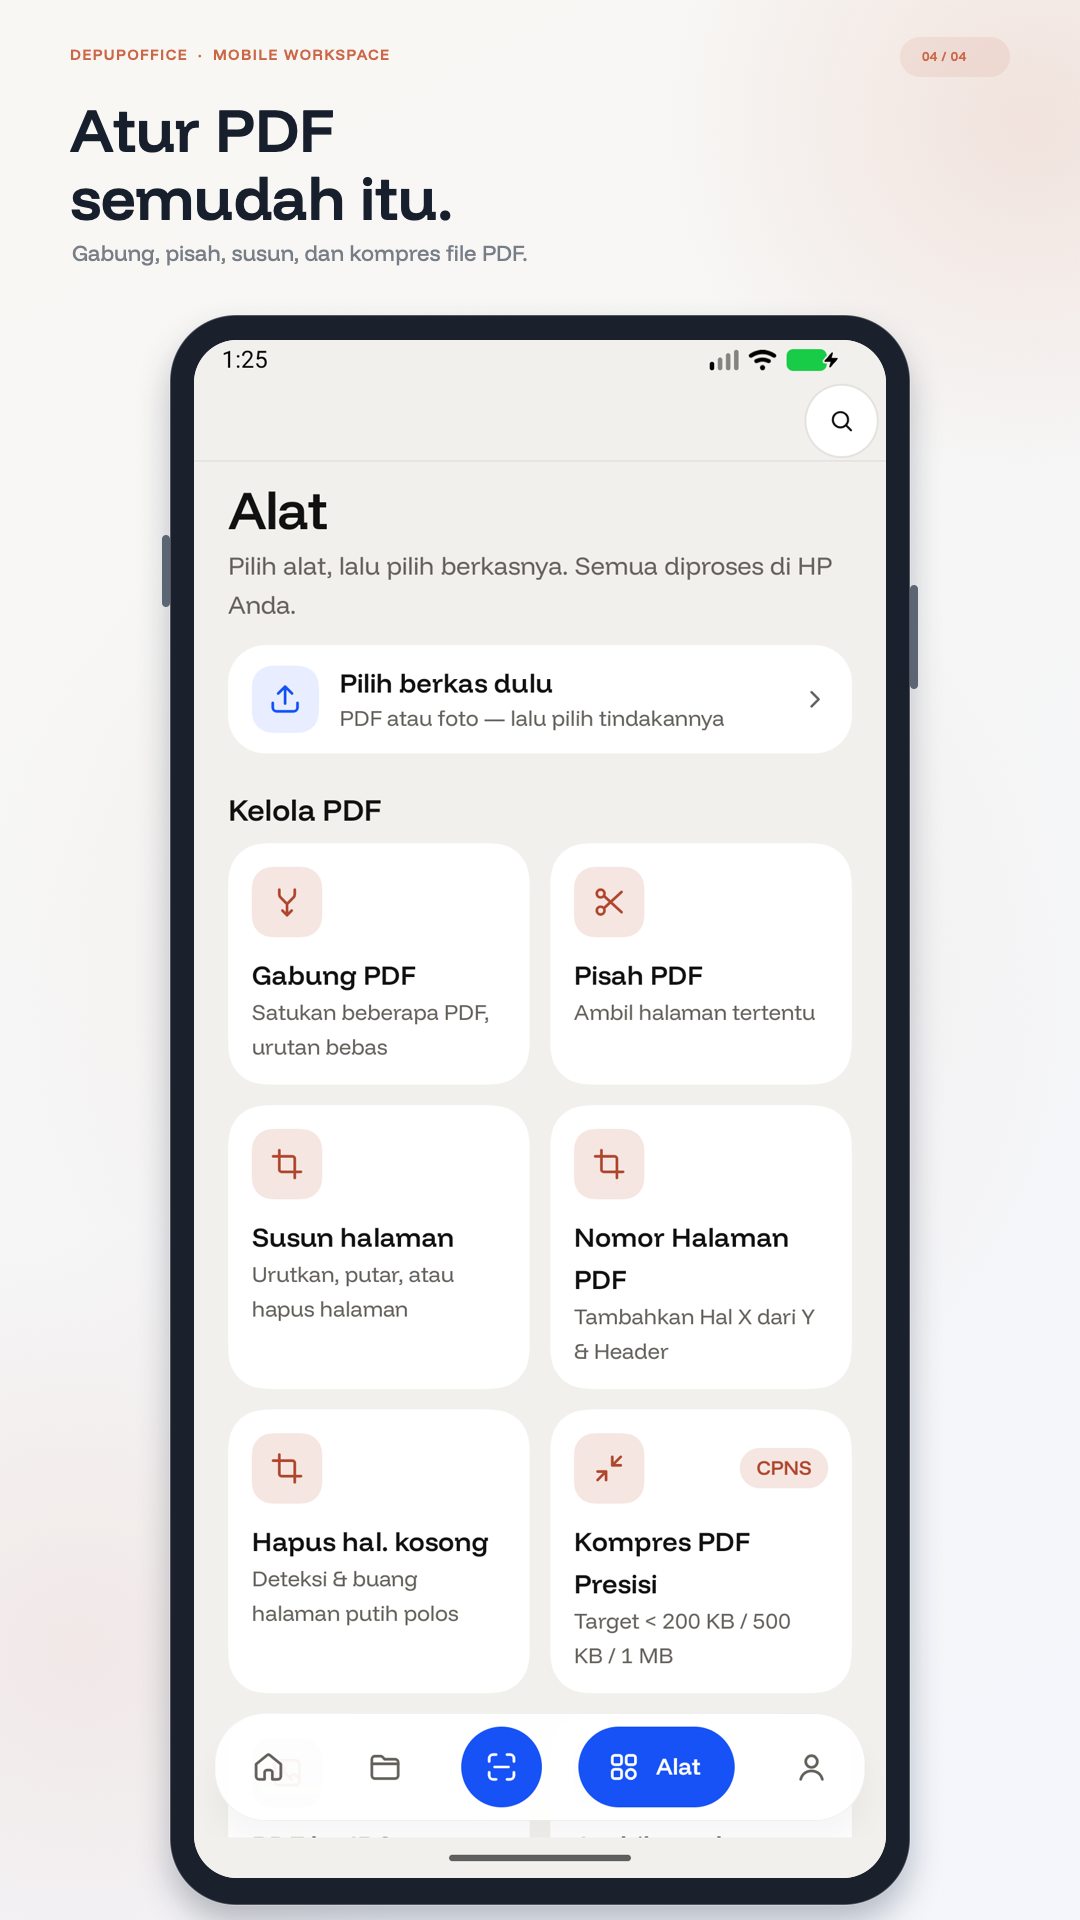 DEPUPOFFICE · MOBILE WORKSPACE
04 / 04
Atur PDF
semudah itu.
Gabung, pisah, susun, dan kompres file PDF.
1:25
Alat
Pilih alat, lalu pilih berkasnya. Semua diproses di HP
Anda.
Pilih berkas dulu
PDF atau foto — lalu pilih tindakannya
Kelola PDF
Gabung PDF
Satukan beberapa PDF,
urutan bebas
Pisah PDF
Ambil halaman tertentu
Susun halaman
Urutkan, putar, atau
hapus halaman
Nomor Halaman
PDF
Tambahkan Hal X dari Y
& Header
Hapus hal. kosong
Deteksi & buang
halaman putih polos
CPNS
Kompres PDF
Presisi
Target < 200 KB / 500
KB / 1 MB
Alat